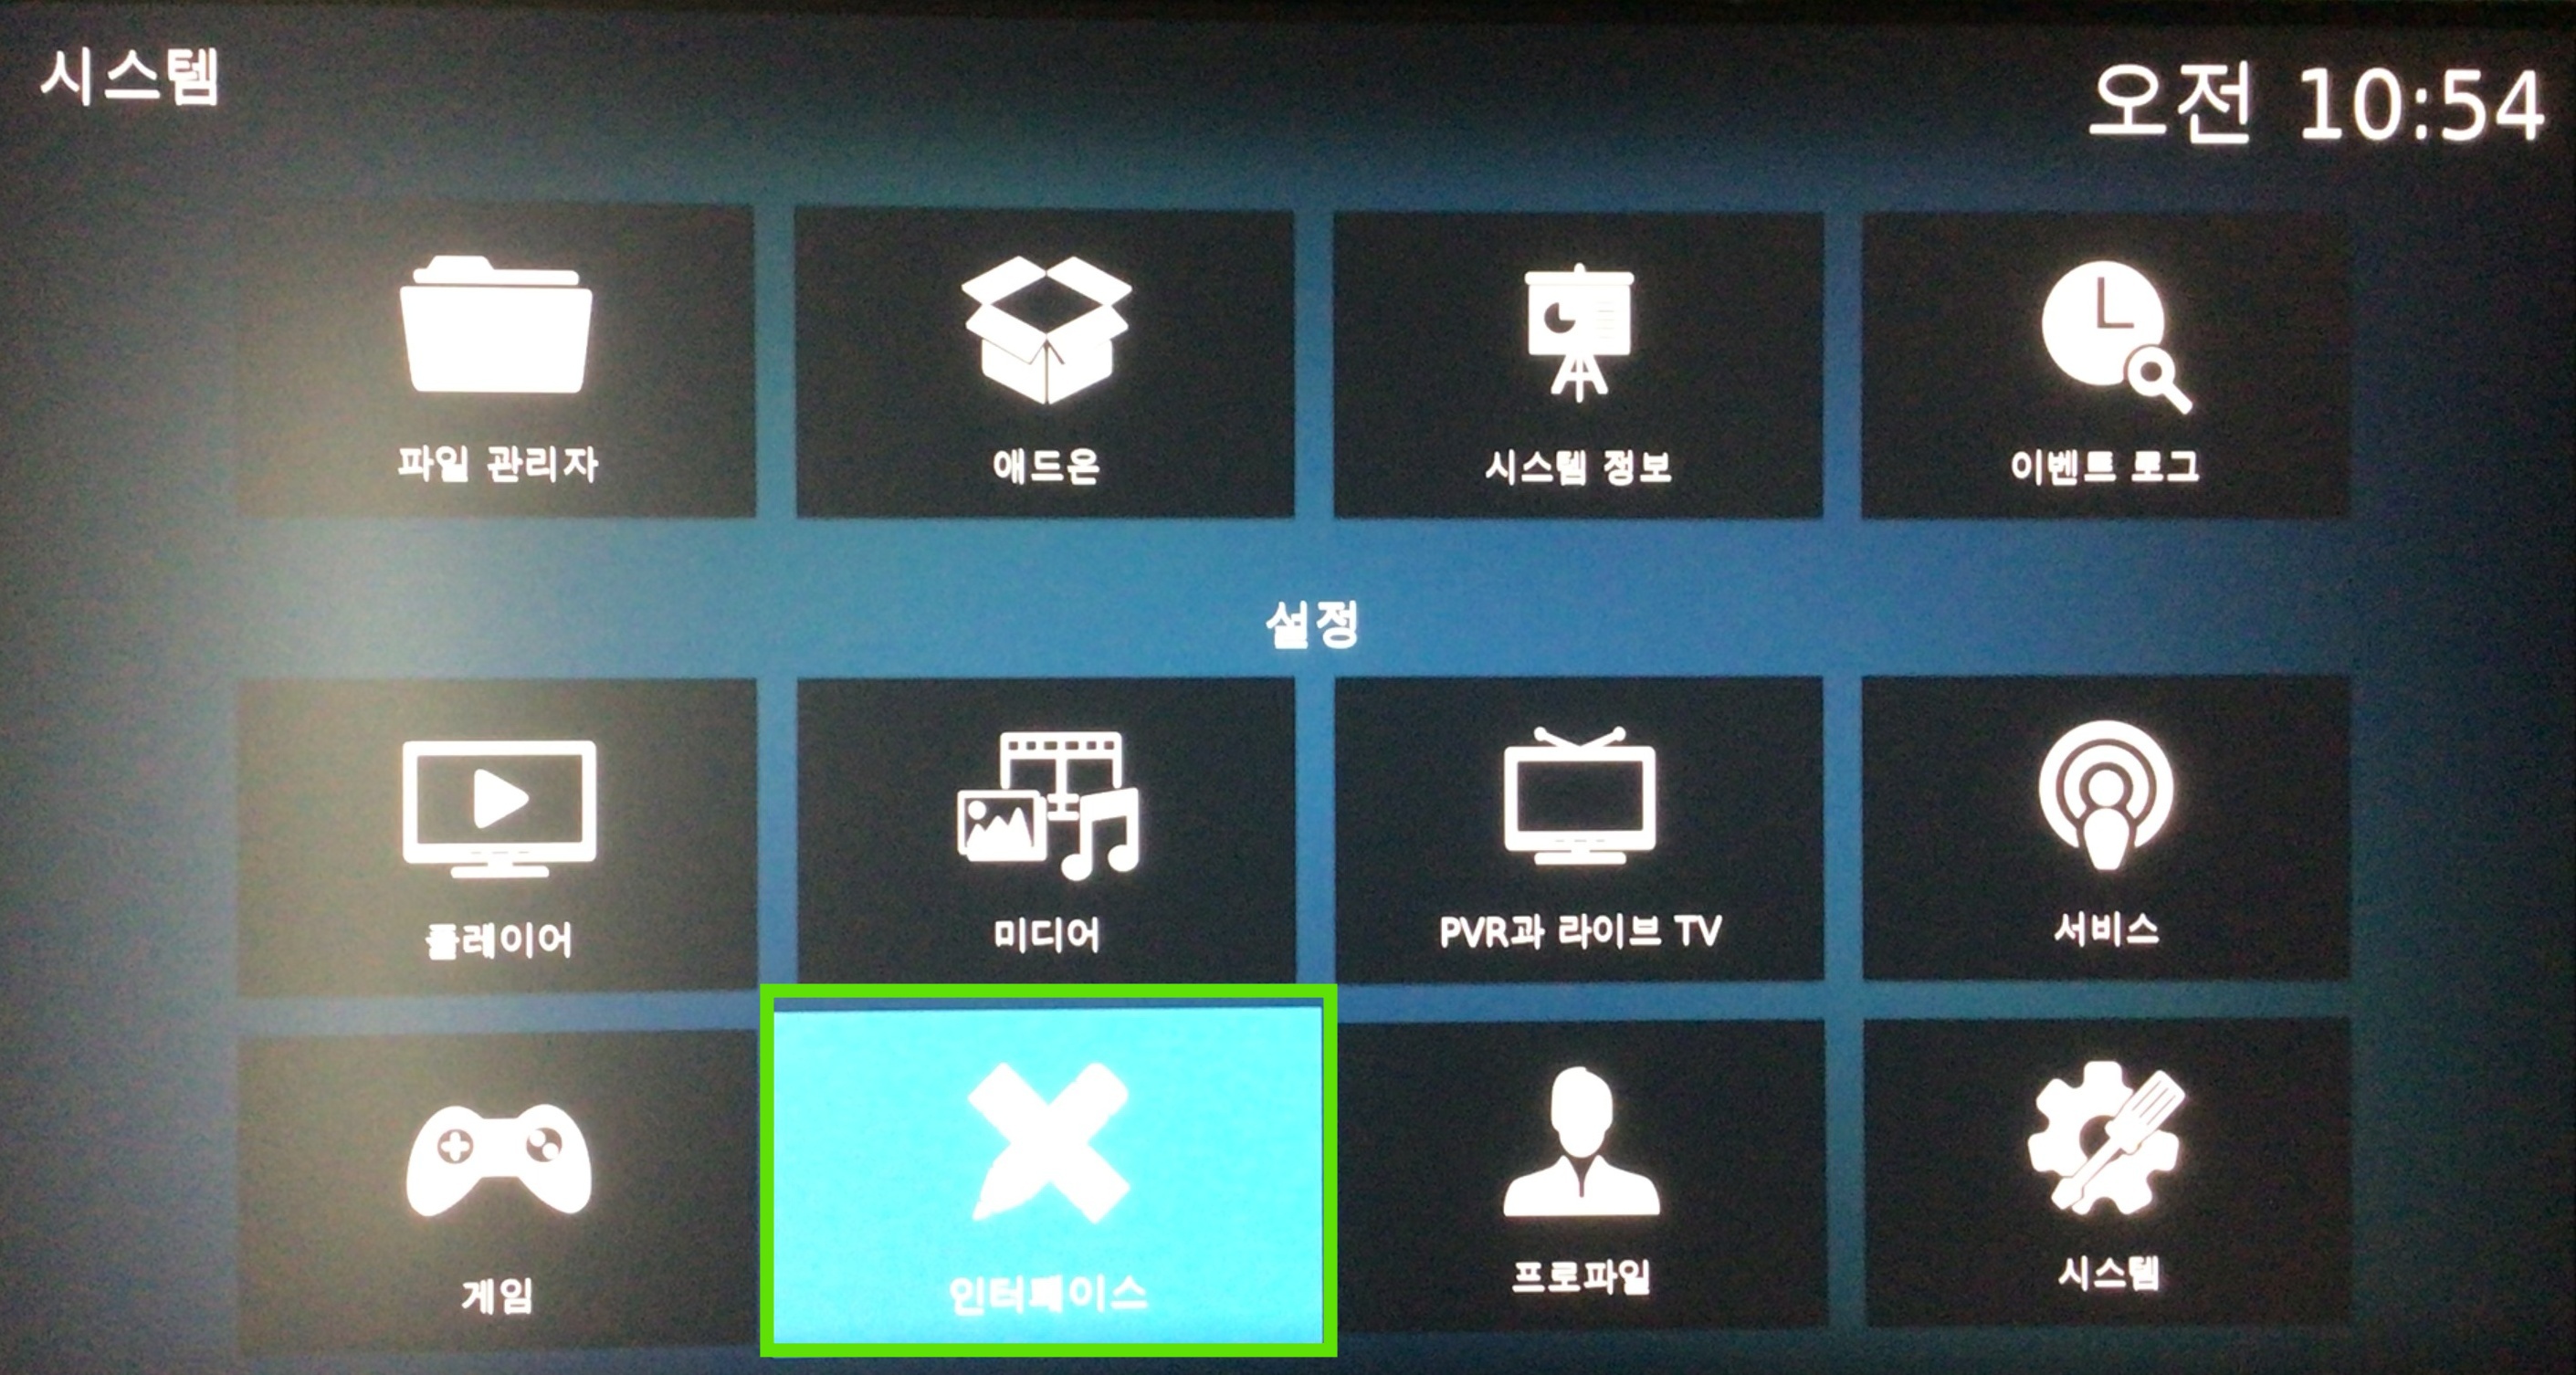 시스템
오전 10:54
파일 관리자
애드온
시스템 정보
이벤트 로그
설정
플레이어
미디어
PVR과 라이브 TV
서비스
게임
인터페이스
프로파일
시스템